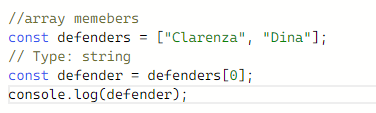 //array memebers
const defenders = ["Clarenza", "Dina"];
// Type: string
const defender = defenders[0];
console.log(defender);